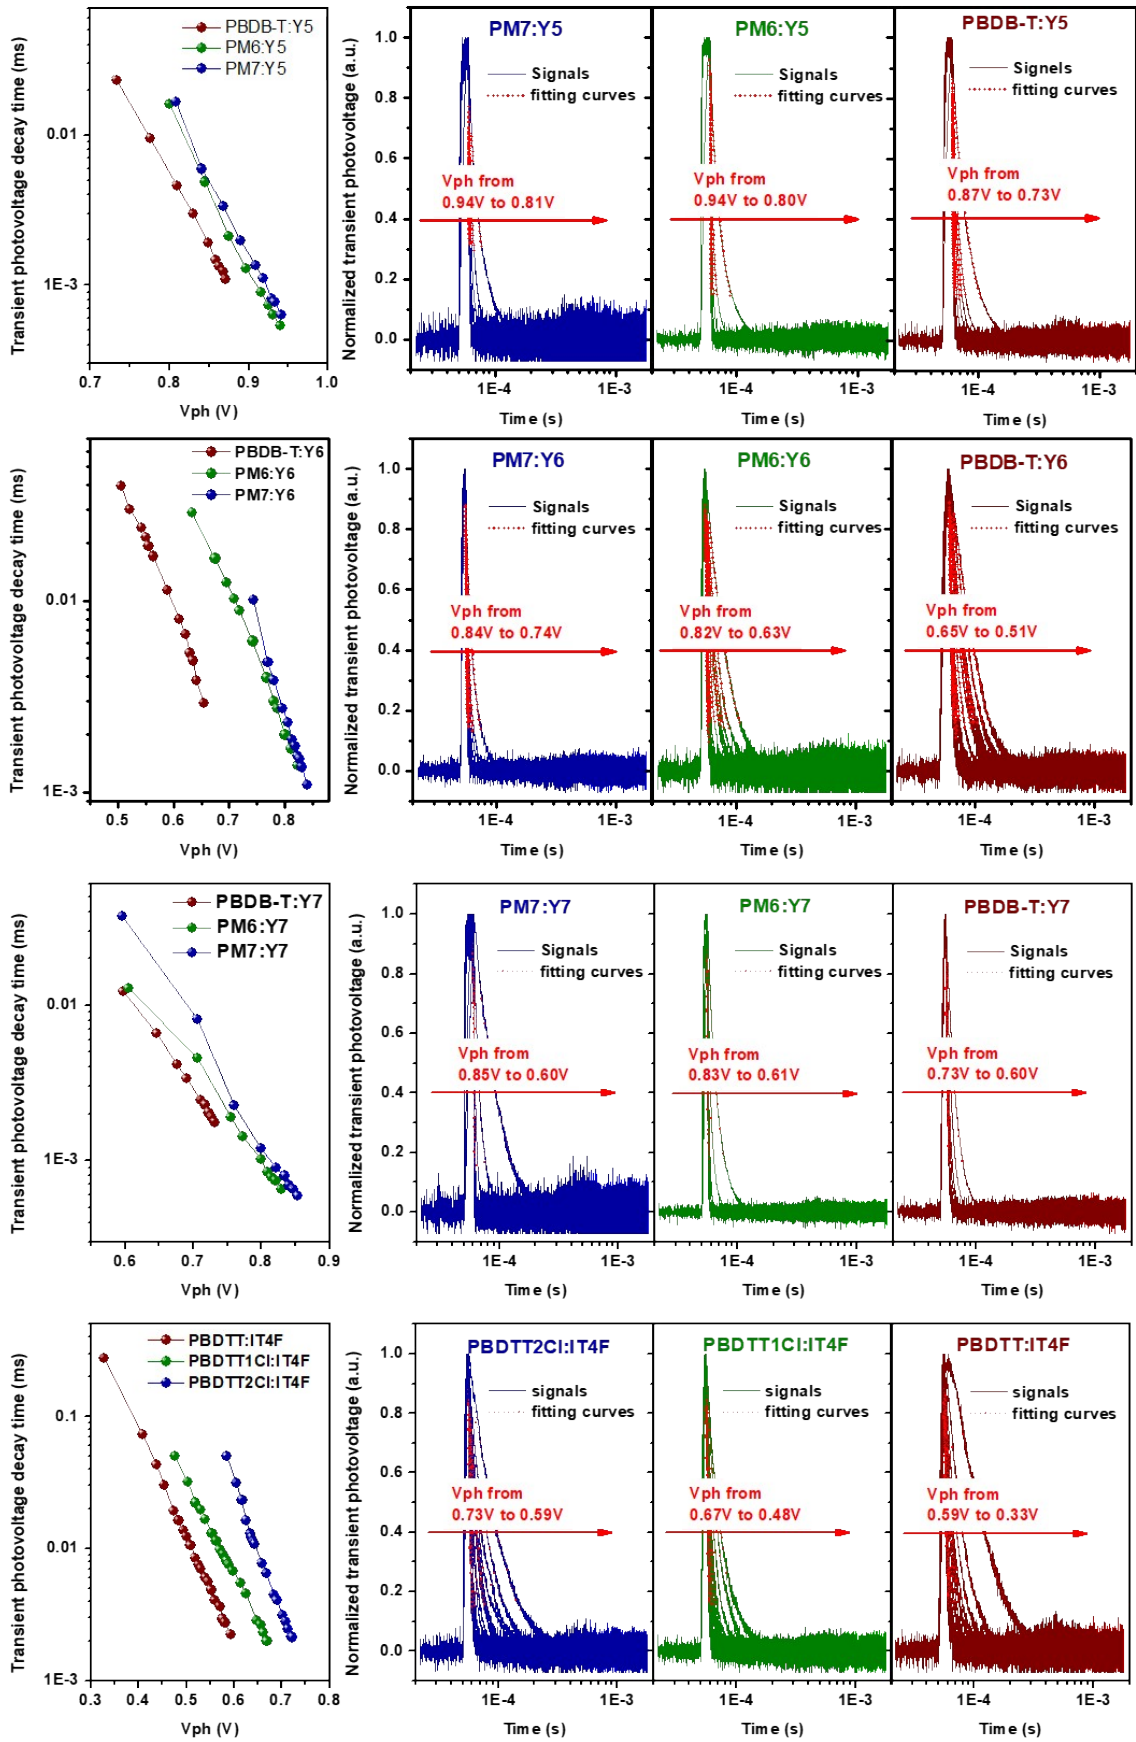 Transient photovoltage decay time (ms)
PBDB-T:Y5
PM6:Y5
PM7:Y5
0.01
1E-3
0.7
0.8
0.9
1.0
Vph (V)
Normalized transient photovoltage (a.u.)
1.0
0.8
0.6
0.4
0.2
0.0
PM7:Y5
Signals
fitting curves
Vph from
0.94V to 0.81V
1E-4
1E-3
Time (s)
PM6:Y5
Signals
fitting curves
Vph from
0.94V to 0.80V
1E-4
1E-3
Time (s)
PBDB-T:Y5
Signels
fitting curves
Vph from
0.87V to 0.73V
1E-4
1E-3
Time (s)
Transient photovoltage decay time (ms)
PBDB-T:Y6
PM6:Y6
PM7:Y6
0.01
1E-3
0.5
0.6
0.7
0.8
Vph (V)
Normalized transient photovoltage (a.u.)
1.0
0.8
0.6
0.4
0.2
0.0
PM7:Y6
Signals
fitting curves
Vph from
0.84V to 0.74V
1E-4
1E-3
Time (s)
PM6:Y6
Signals
fitting curves
Vph from
0.82V to 0.63V
1E-4
1E-3
Time (s)
PBDB-T:Y6
Signals
fitting curves
Vph from
0.65V to 0.51V
1E-4
1E-3
Time (s)
Transient photovoltage decay time (ms)
PBDB-T:Y7
PM6:Y7
PM7:Y7
0.01
1E-3
0.6
0.7
0.8
0.9
Vph (V)
Normalized transient photovoltage (a.u.)
1.0
0.8
0.6
0.4
0.2
0.0
PM7:Y7
Signals
fitting curves
Vph from
0.85V to 0.60V
1E-4
1E-3
Time (s)
PM6:Y7
Signals
fitting curves
Vph from
0.83V to 0.61V
1E-4
1E-3
Time (s)
PBDB-T:Y7
Signals
fitting curves
Vph from
0.73V to 0.60V
1E-4
1E-3
Time (s)
Transient photovoltage decay time (ms)
PBDTT:IT4F
PBDTT1Cl:IT4F
PBDTT2Cl:IT4F
0.1
0.01
1E-3
0.3
0.4
0.5
0.6
0.7
0.8
Vph (V)
Normalized transient photovoltage (a.u.)
1.0
0.8
0.6
0.4
0.2
0.0
PBDTT2Cl:IT4F
signals
fitting curves
Vph from
0.73V to 0.59V
1E-4
1E-3
Time (s)
PBDTT1Cl:IT4F
signals
fitting curves
Vph from
0.67V to 0.48V
1E-4
1E-3
Time (s)
PBDTT:IT4F
signals
fitting curves
Vph from
0.59V to 0.33V
1E-4
1E-3
Time (s)